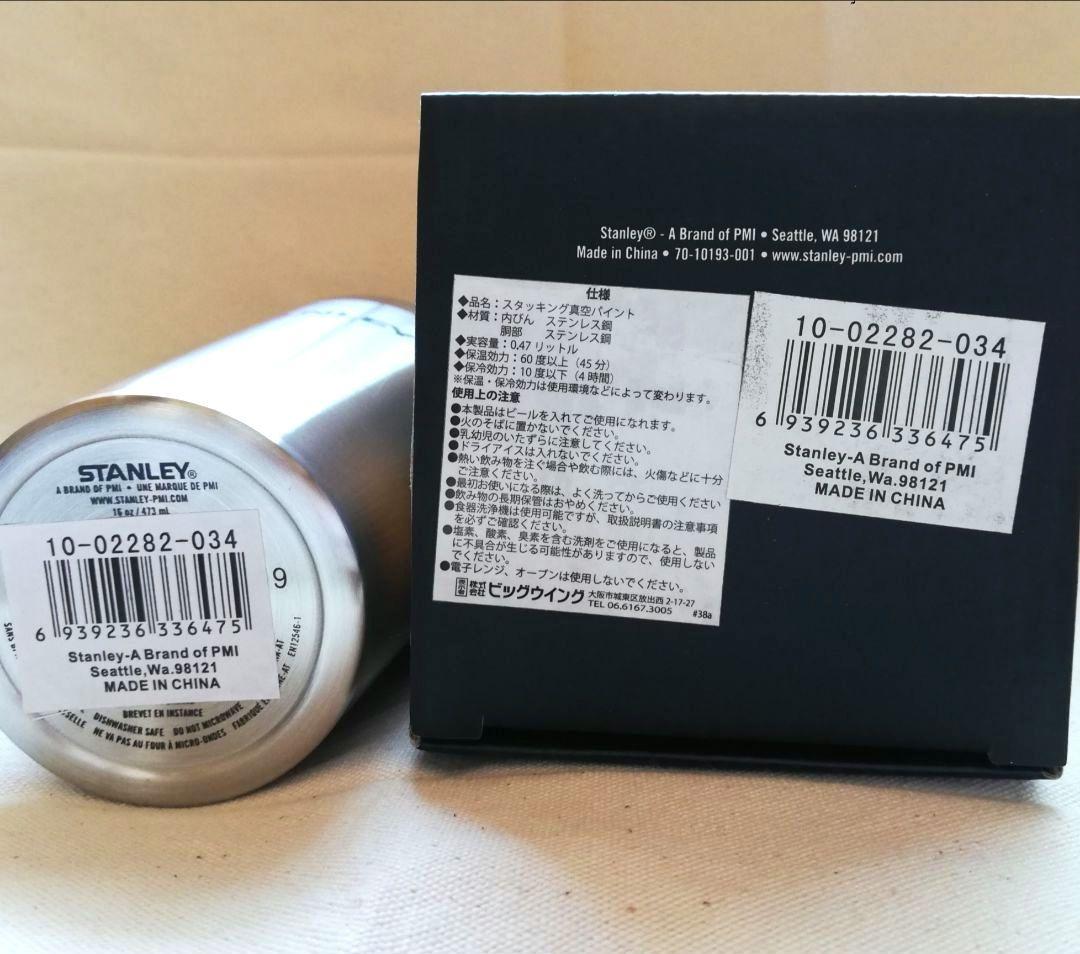 Stanley® - A Brand of PMI • Seattle, WA 98121
Made in China • 70-10193-001 • www.stanley-pmi.com
仕様
◆品名：スタッキング真空パイント
◆材質：内びん ステンレス鋼
胴部 ステンレス鋼
◆実容量：0.47 リットル
◆保温効力：60度以上（45分）
◆保冷効力：10度以下（4時間）
※保温・保冷効力は使用環境などによって変わります。
使用上の注意
●本製品はビールを入れてご使用になれます。
●火のそばに置かないでください。
●乳幼児のいたずらに注意してください。
●ドライアイスは入れないでください。
●熱い飲み物を注ぐ場合や飲む際には、火傷などに十分
ご注意ください。
●最初お使いになる際は、よく洗ってからご使用ください
●飲み物の長期保管はおやめください。
●食器洗浄機は使用可能ですが、取扱説明書の注意事項
を必ずご確認ください。
●塩素、酸素、臭素を含む洗剤をご使用になると、製品
に不具合が生じる可能性がありますので、使用しない
でください。
●電子レンジ、オーブンは使用しないでください。
表示者 株式会社 ビッグウイング 大阪市城東区放出西 2-17-27
TEL 06.6167.3005 #38a
10-02282-034
6 939236 336475
Stanley-A Brand of PMI
Seattle,Wa.98121
MADE IN CHINA
STANLEY®
A BRAND OF PMI • UNE MARQUE DE PMI
WWW.STANLEY-PMI.COM
16 oz / 473 mL
10-02282-034
6 939236 336475
Stanley-A Brand of PMI
Seattle,Wa.98121
MADE IN CHINA
9
EN12546-1
BREVET EN INSTANCE
DISHWASHER SAFE DO NOT MICROWAVE
NE VA PAS AU FOUR À MICRO-ONDES